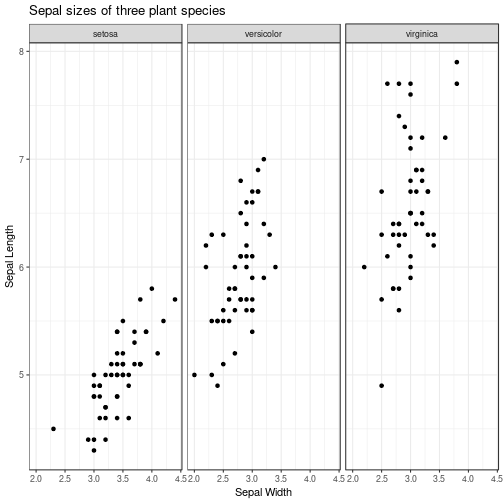 Sepal sizes of three plant species
setosa versicolor virginica
8
7
6
5
2.0 2.5 3.0 3.5 4.0 4.5 2.0 2.5 3.0 3.5 4.0 4.5 2.0 2.5 3.0 3.5 4.0 4.5
Sepal Width
Sepal Length